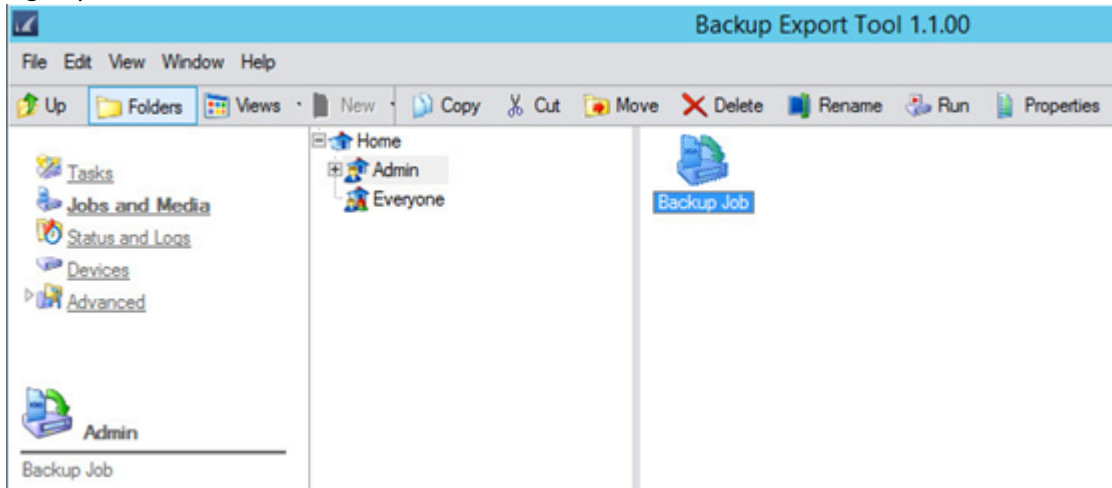 Backup Export Tool 1.1.00
File Edit View Window Help
Up Folders Views New Copy Cut Move Delete Rename Run Properties
Tasks
Jobs and Media
Status and Logs
Devices
Advanced
Admin
Backup Job
Home
Admin
Everyone
Backup Job